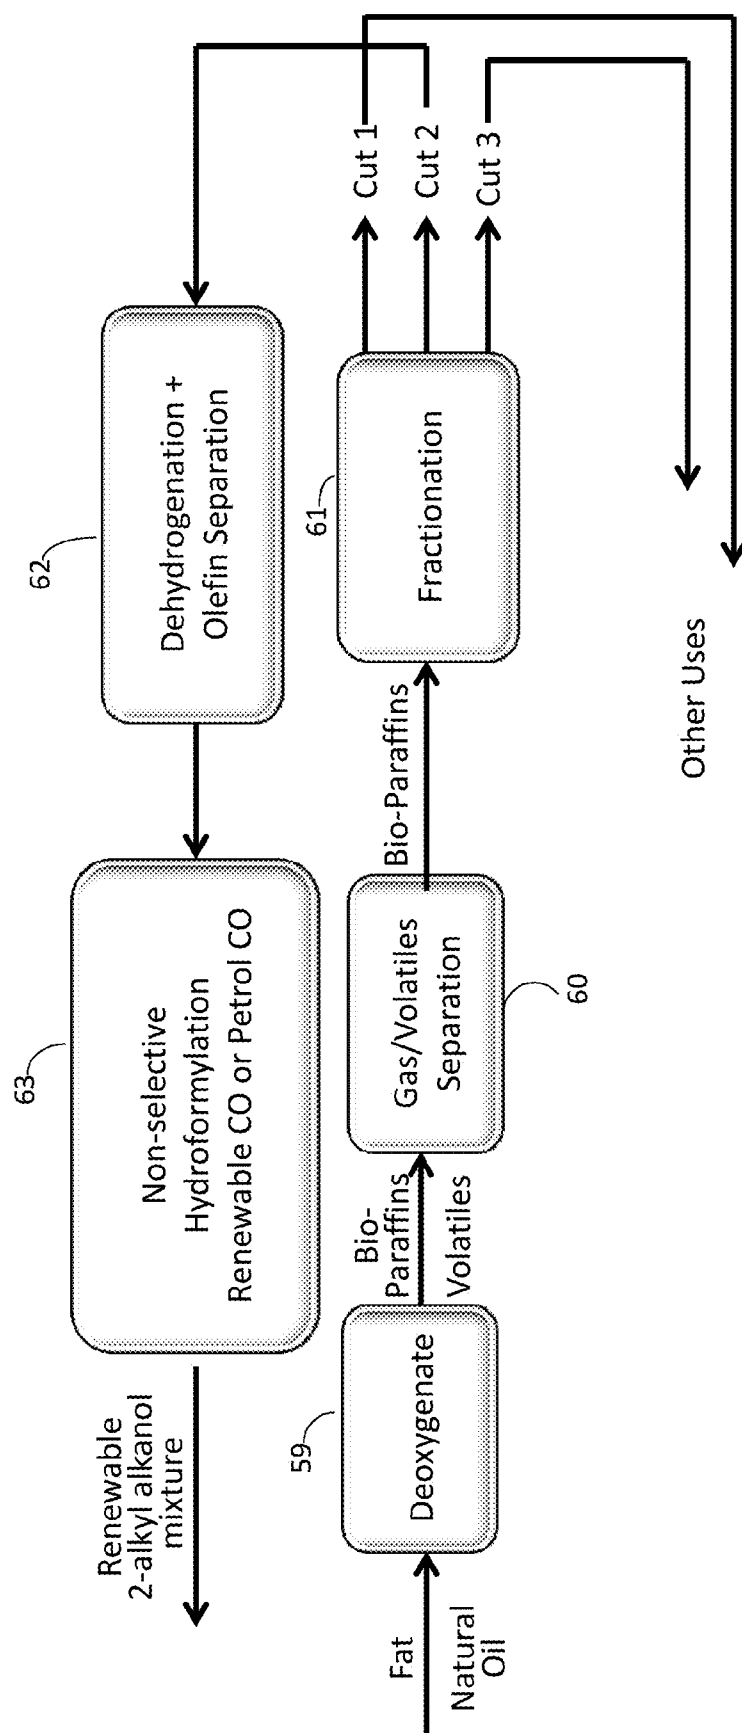 Renewable
2-alkyl alkanol
mixture
63
Non-selective
Hydroformylation
Renewable CO or Petrol CO
62
Dehydrogenation +
Olefin Separation
Fat
Natural
Oil
59
Deoxygenate
Bio-
Paraffins
Volatiles
Gas/Volatiles
Separation
60
Bio-Paraffins
61
Fractionation
Cut 1
Cut 2
Cut 3
Other Uses